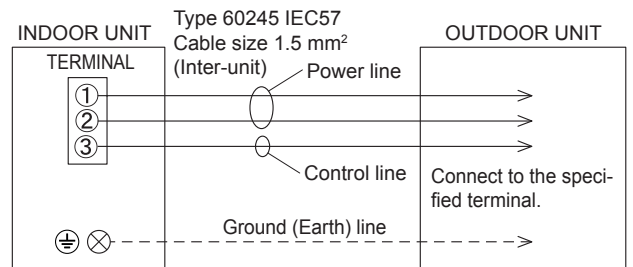 Type 60245 IEC57
INDOOR UNIT
Cable size 1.5 mm²
OUTDOOR UNIT
(Inter-unit)
TERMINAL
Power line
1
2
3
Control line
Connect to the speci-
fied terminal.
Ground (Earth) line